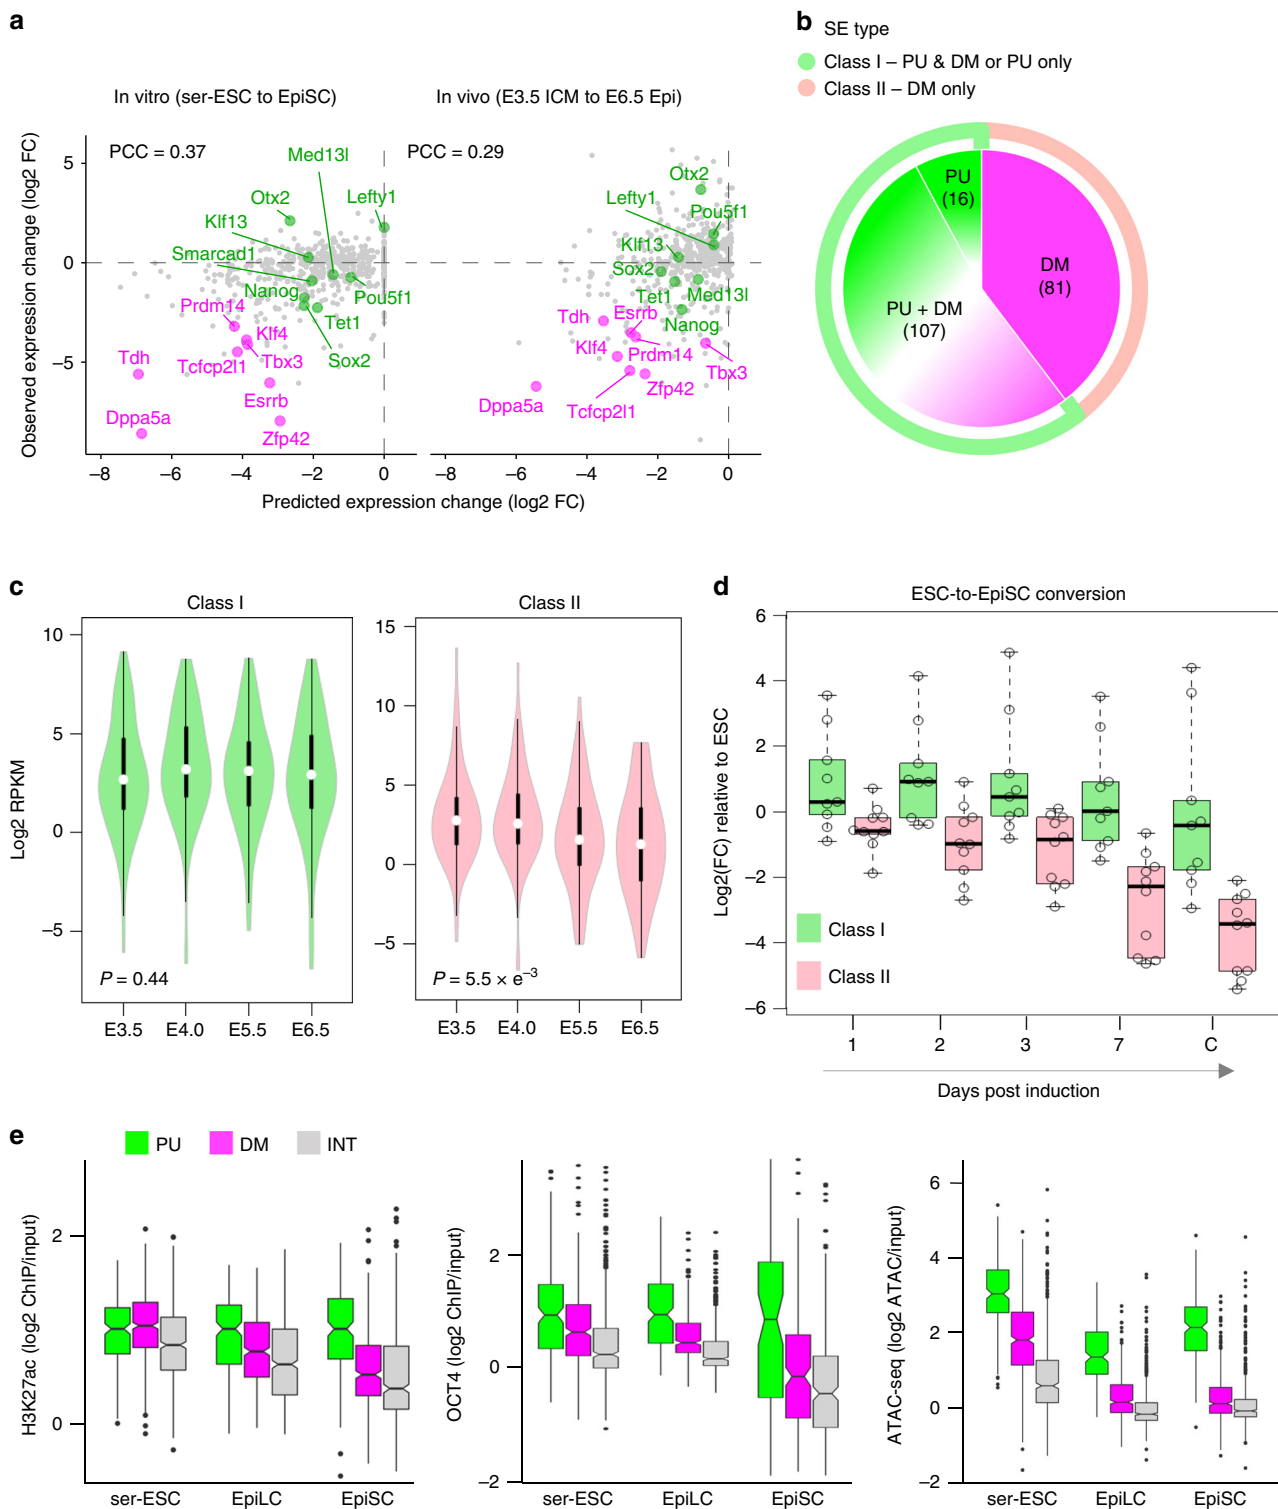 a
In vitro (ser-ESC to EpiSC)
In vivo (E3.5 ICM to E6.5 Epi)
PCC = 0.37
PCC = 0.29
Observed expression change (log2 FC)
5
0
−5
Med13l
Otx2
Lefty1
Klf13
Smarcad1
Nanog
Pou5f1
Prdm14
Tet1
Klf4
Sox2
Tdh
Tcfcp2l1
Tbx3
Esrrb
Dppa5a
Zfp42
Otx2
Lefty1
Pou5f1
Klf13
Sox2
Tet1
Med13l
Tdh
Esrrb
Nanog
Klf4
Prdm14
Tbx3
Zfp42
Dppa5a
Tcfcp2l1
−8 −6 −4 −2 0
−6 −4 −2 0
Predicted expression change (log2 FC)
b
SE type
Class I – PU & DM or PU only
Class II – DM only
PU
(16)
DM
(81)
PU + DM
(107)
c
Class I
Class II
Log2 RPKM
10
5
0
−5
P = 0.44
E3.5 E4.0 E5.5 E6.5
15
10
5
0
−5
P = 5.5 × e−3
E3.5 E4.0 E5.5 E6.5
d
ESC-to-EpiSC conversion
Log2(FC) relative to ESC
6
4
2
0
−2
−4
−6
Class I
Class II
1 2 3 7 C
Days post induction
e
PU DM INT
H3K27ac (log2 ChIP/input)
2
0
ser-ESC EpiLC EpiSC
OCT4 (log2 ChIP/input)
2
0
−2
ser-ESC EpiLC EpiSC
ATAC-seq (log2 ATAC/input)
6
4
2
0
−2
ser-ESC EpiLC EpiSC